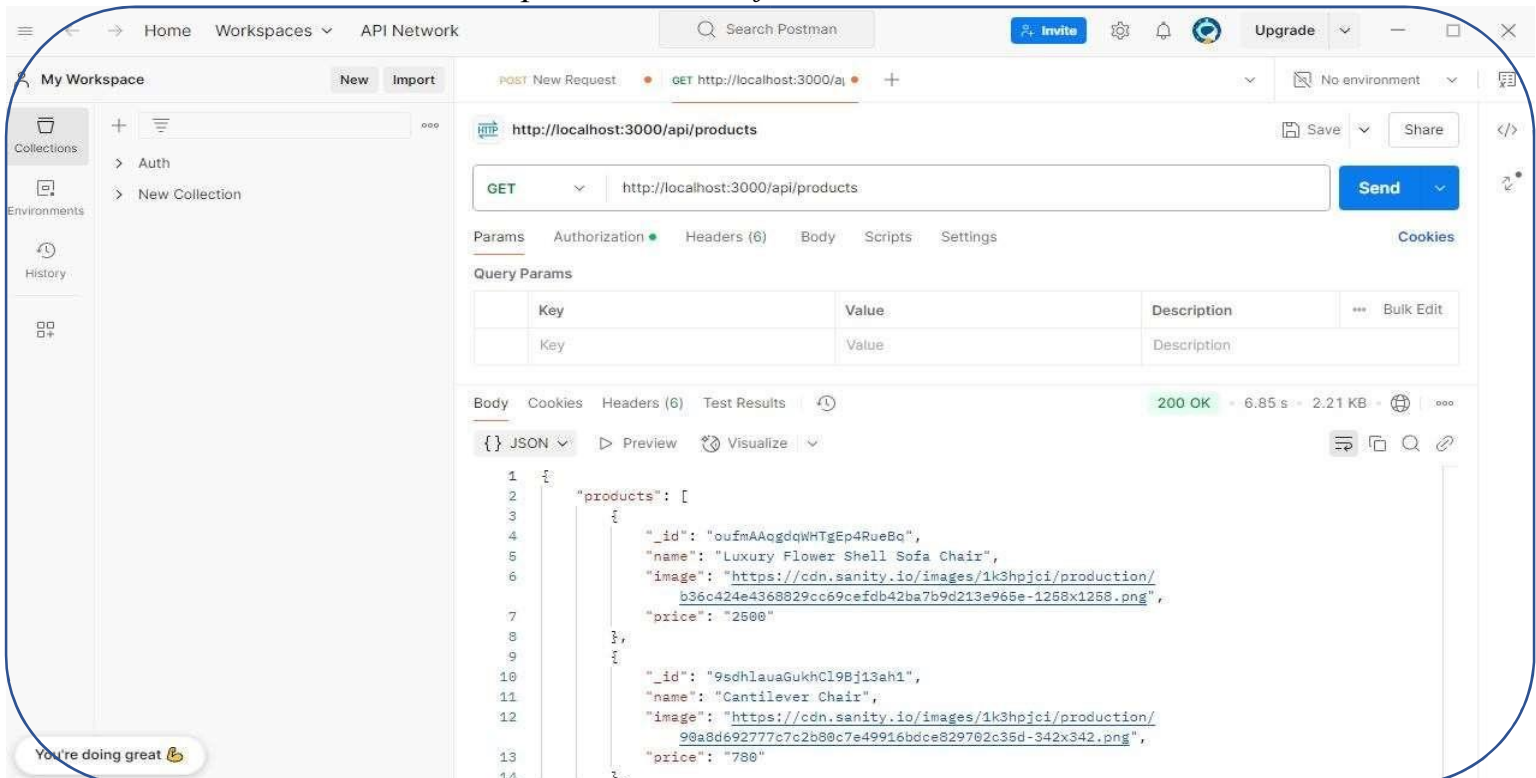 Home Workspaces API Network Search Postman Invite Upgrade
My Workspace New Import POST New Request GET http://localhost:3000/a No environment
Collections
Environments
History
Auth
New Collection
HTTP http://localhost:3000/api/products Save Share
GET http://localhost:3000/api/products Send
Params Authorization Headers (6) Body Scripts Settings Cookies
Query Params
Key Value Description Bulk Edit
Key Value Description
Body Cookies Headers (6) Test Results 200 OK 6.85 s 2.21 KB
{} JSON Preview Visualize
1 {
2 "products": [
3 {
4 "_id": "oufmAAqgdqWHTgEp4RueBq",
5 "name": "Luxury Flower Shell Sofa Chair",
6 "image": "https://cdn.sanity.io/images/1k3hpjci/production/
b36c424e4368829cc69cefdb42ba7b9d213e965e-1258x1258.png",
7 "price": "2500"
8 },
9 {
10 "_id": "9sdhlauaGukhCl9Bj13ah1",
11 "name": "Cantilever Chair",
12 "image": "https://cdn.sanity.io/images/1k3hpjci/production/
90a8d692777c7c2b80c7e49916bdce829702c35d-342x342.png",
13 "price": "780"
14 },
You're doing great 💪